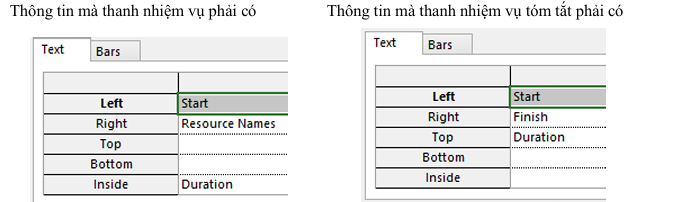 Thông tin mà thanh nhiệm vụ phải có
Thông tin mà thanh nhiệm vụ tóm tắt phải có
Text Bars
Left Start
Right Resource Names
Top
Bottom
Inside Duration
Text Bars
Left Start
Right Finish
Top Duration
Bottom
Inside